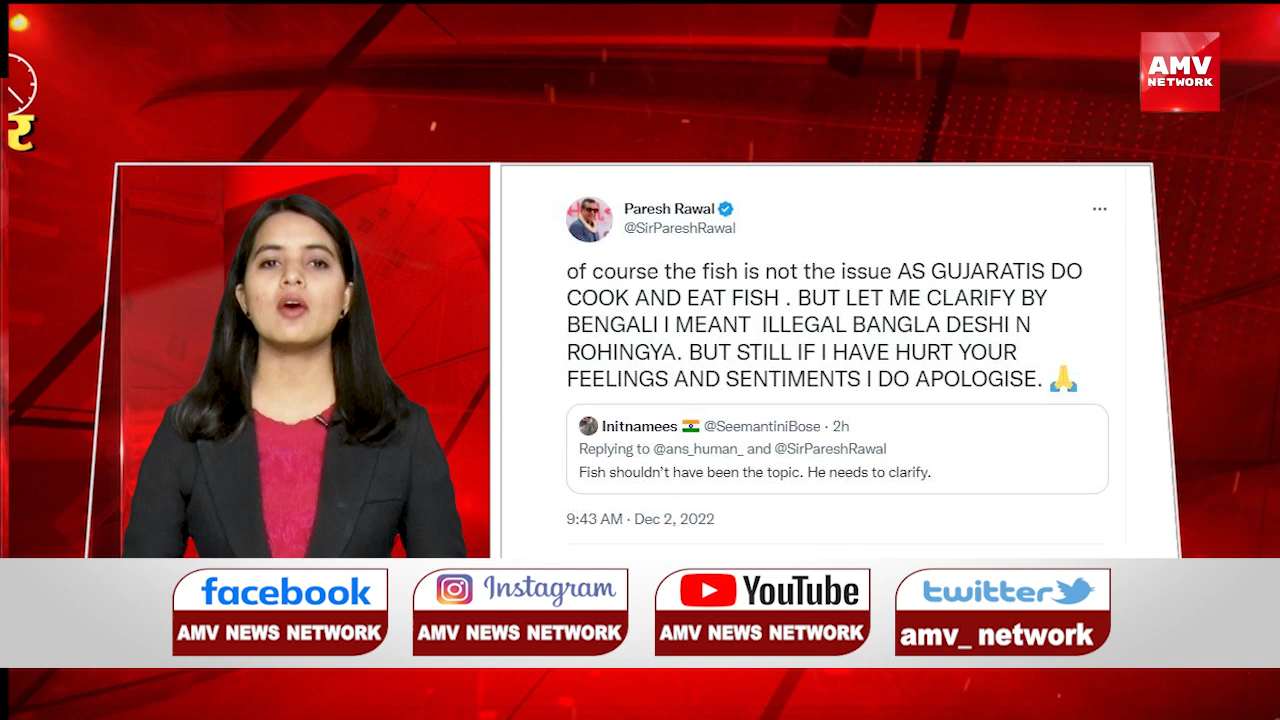 AMV
NETWORK
र
Paresh Rawal
@SirPareshRawal
of course the fish is not the issue AS GUJARATIS DO
COOK AND EAT FISH . BUT LET ME CLARIFY BY
BENGALI I MEANT ILLEGAL BANGLA DESHI N
ROHINGYA. BUT STILL IF I HAVE HURT YOUR
FEELINGS AND SENTIMENTS I DO APOLOGISE. 🙏
Initnamees 🇮🇳 @SeemantiniBose · 2h
Replying to @ans_human_ and @SirPareshRawal
Fish shouldn't have been the topic. He needs to clarify.
9:43 AM · Dec 2, 2022
facebook
AMV NEWS NETWORK
Instagram
AMV NEWS NETWORK
YouTube
AMV NEWS NETWORK
twitter
amv_ network